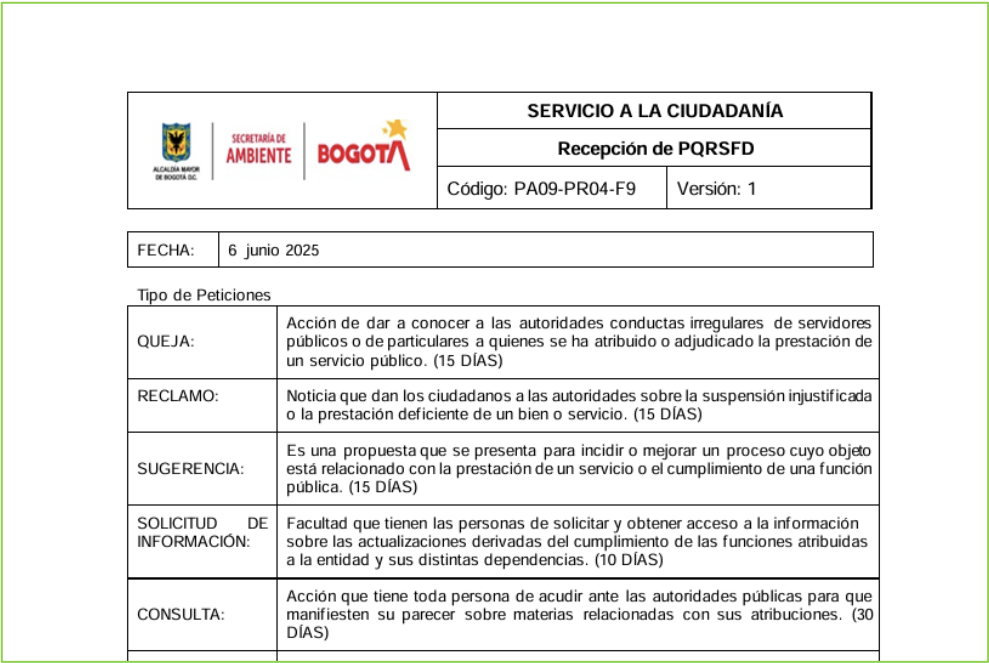 ALCALDÍA MAYOR
DE BOGOTÁ D.C.
SECRETARÍA DE
AMBIENTE
BOGOTÁ
SERVICIO A LA CIUDADANÍA
Recepción de PQRSFD
Código: PA09-PR04-F9
Versión: 1
FECHA:
6 junio 2025
Tipo de Peticiones
QUEJA:
Acción de dar a conocer a las autoridades conductas irregulares de servidores
públicos o de particulares a quienes se ha atribuido o adjudicado la prestación de
un servicio público. (15 DÍAS)
RECLAMO:
Noticia que dan los ciudadanos a las autoridades sobre la suspensión injustificada
o la prestación deficiente de un bien o servicio. (15 DÍAS)
SUGERENCIA:
Es una propuesta que se presenta para incidir o mejorar un proceso cuyo objeto
está relacionado con la prestación de un servicio o el cumplimiento de una función
pública. (15 DÍAS)
SOLICITUD DE
INFORMACIÓN:
Facultad que tienen las personas de solicitar y obtener acceso a la información
sobre las actualizaciones derivadas del cumplimiento de las funciones atribuidas
a la entidad y sus distintas dependencias. (10 DÍAS)
CONSULTA:
Acción que tiene toda persona de acudir ante las autoridades públicas para que
manifiesten su parecer sobre materias relacionadas con sus atribuciones. (30
DÍAS)